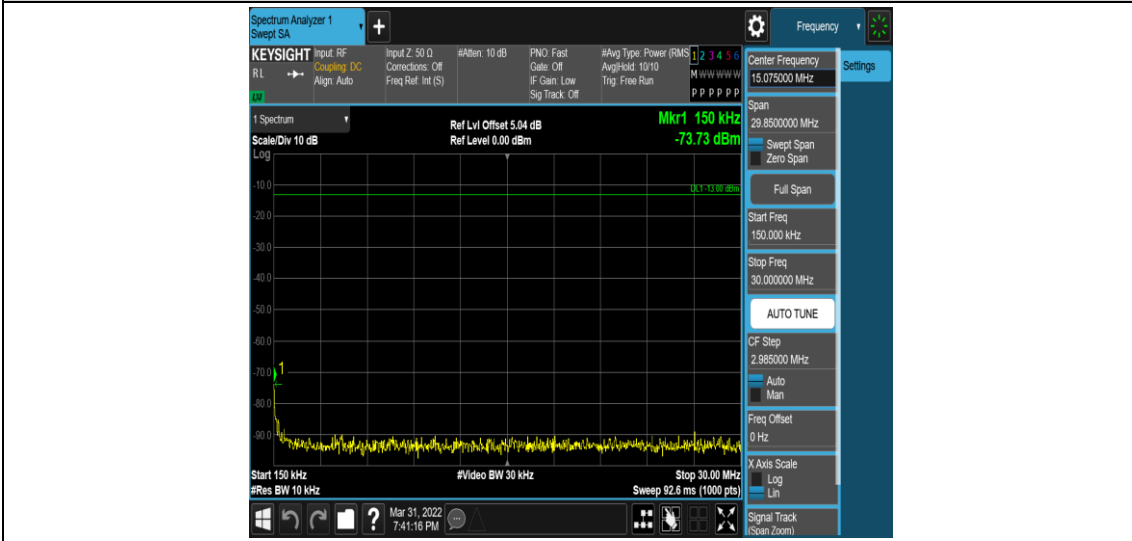 Spectrum Analyzer 1
Swept SA
+
Frequency
KEYSIGHT
Input: RF
Input Z: 50 Ω
#Atten: 10 dB
PNO: Fast
#Avg Type: Power (RMS
1 2 3 4 5 6
RL
Coupling: DC
Corrections: Off
Gate: Off
Avg|Hold: 10/10
M W W W W W
Align: Auto
Freq Ref: Int (S)
IF Gain: Low
Trig: Free Run
Sig Track: Off
P P P P P P
1 Spectrum
Ref Lvl Offset 5.04 dB
Mkr1 150 kHz
Scale/Div 10 dB
Ref Level 0.00 dBm
-73.73 dBm
Log
-10.0
DL1 -13.00 dBm
-20.0
-30.0
-40.0
-50.0
-60.0
-70.0
1
-80.0
-90.0
Start 150 kHz
#Video BW 30 kHz
Stop 30.00 MHz
#Res BW 10 kHz
Sweep 92.6 ms (1000 pts)
?
Mar 31, 2022
7:41:16 PM
Center Frequency
15.075000 MHz
Settings
Span
29.8500000 MHz
Swept Span
Zero Span
Full Span
Start Freq
150.000 kHz
Stop Freq
30.000000 MHz
AUTO TUNE
CF Step
2.985000 MHz
Auto
Man
Freq Offset
0 Hz
X Axis Scale
Log
Lin
Signal Track
(Span Zoom)